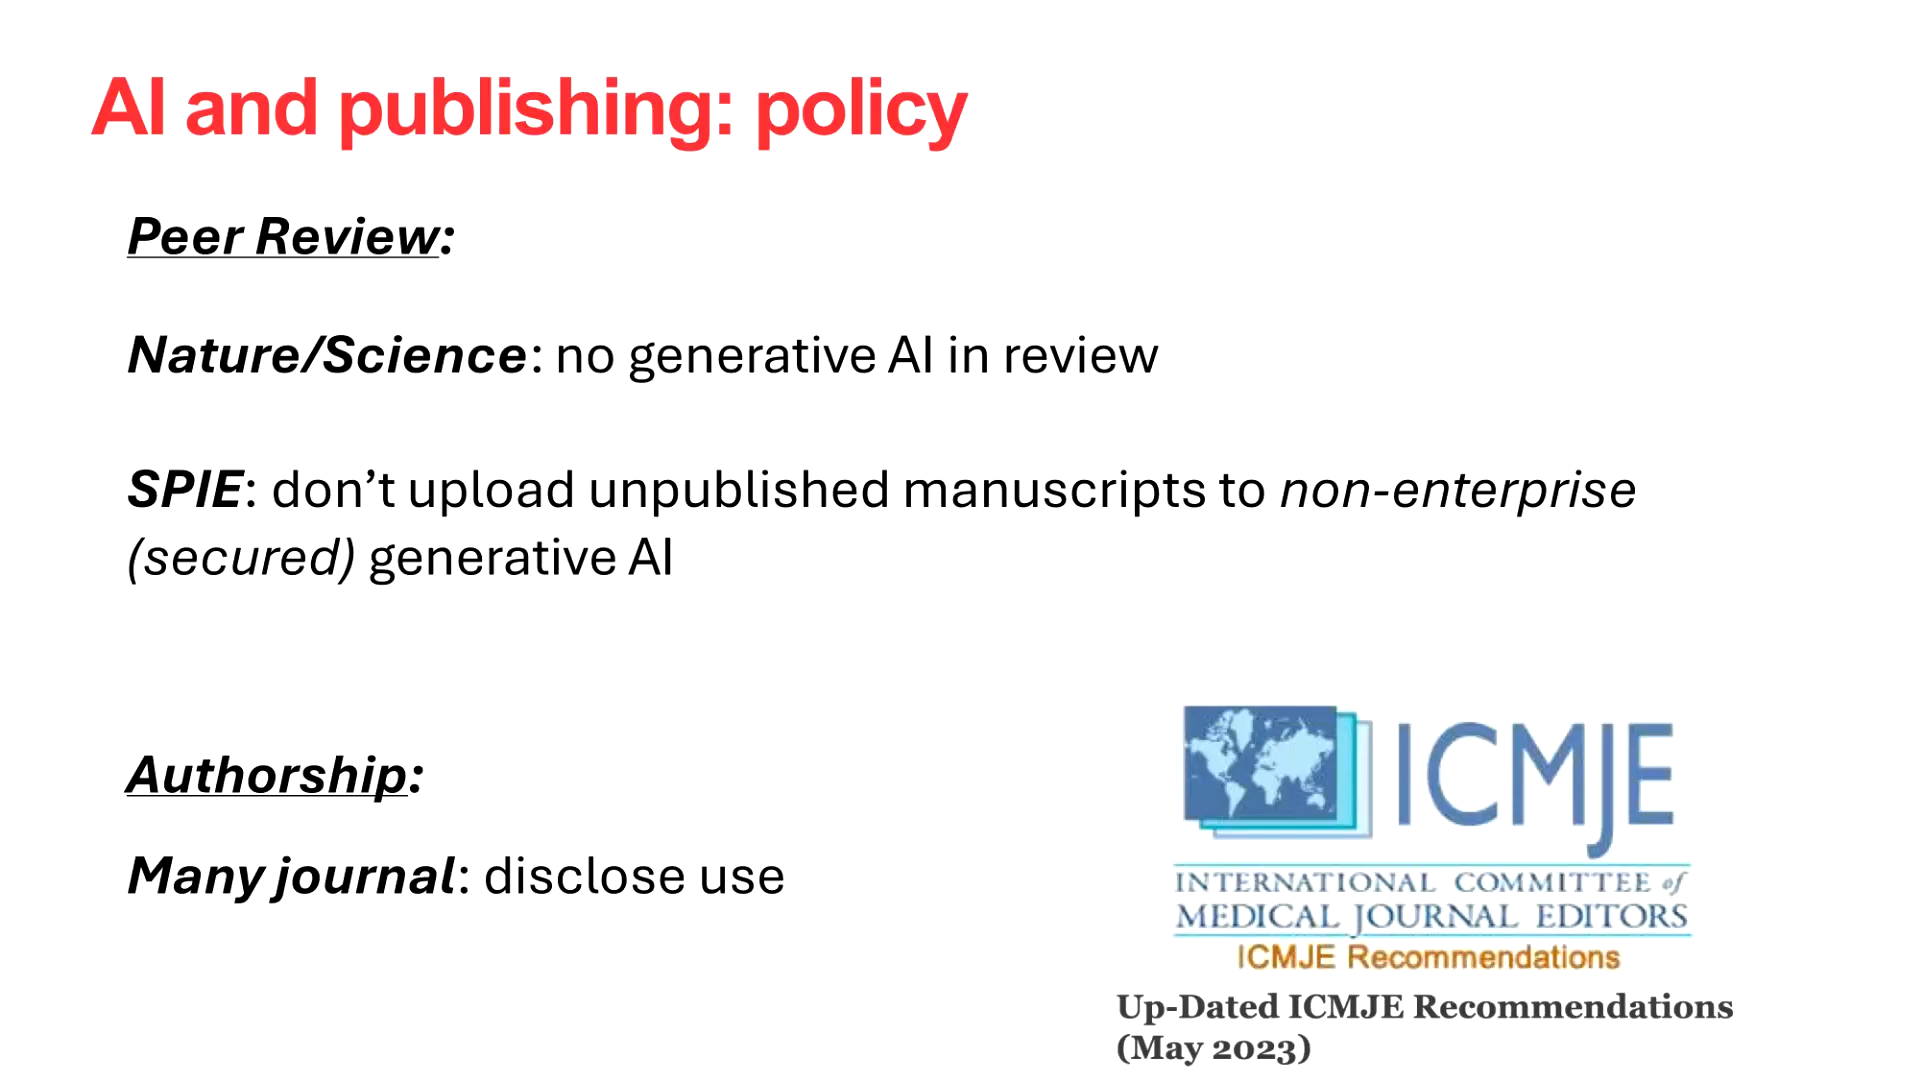 AI and publishing: policy
Peer Review:
Nature/Science: no generative AI in review
SPIE: don’t upload unpublished manuscripts to non-enterprise
(secured) generative AI
Authorship:
Many journal: disclose use
ICMJE
INTERNATIONAL COMMITTEE of
MEDICAL JOURNAL EDITORS
ICMJE Recommendations
Up-Dated ICMJE Recommendations
(May 2023)